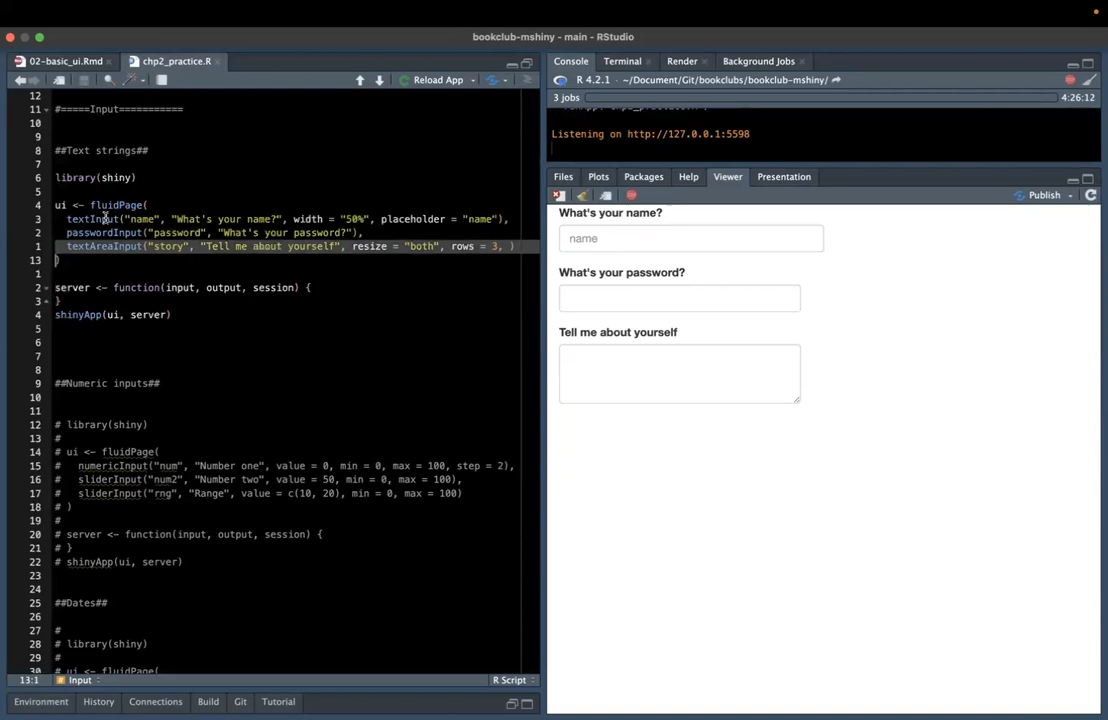 bookclub-mshiny - main - RStudio
02-basic_ui.Rmd
chp2_practice.R
Reload App
12
11 #=====Input===========
10
9
8 ##Text strings##
7
6 library(shiny)
5
4 ui <- fluidPage(
3 textInput("name", "What's your name?", width = "50%", placeholder = "name"),
2 passwordInput("password", "What's your password?"),
1 textAreaInput("story", "Tell me about yourself", resize = "both", rows = 3, )
13 )
1
2 server <- function(input, output, session) {
3 }
4 shinyApp(ui, server)
5
6
7
8
9 ##Numeric inputs##
10
11
12 # library(shiny)
13 #
14 # ui <- fluidPage(
15 # numericInput("num", "Number one", value = 0, min = 0, max = 100, step = 2),
16 # sliderInput("num2", "Number two", value = 50, min = 0, max = 100),
17 # sliderInput("rng", "Range", value = c(10, 20), min = 0, max = 100)
18 # )
19 #
20 # server <- function(input, output, session) {
21 # }
22 # shinyApp(ui, server)
23
24
25 ##Dates##
26
27 #
28 # library(shiny)
29 #
30 # ui <- fluidPage(
13:1 Input R Script
Environment History Connections Build Git Tutorial
Console Terminal Render Background Jobs
R 4.2.1 · ~/Document/Git/bookclubs/bookclub-mshiny/
3 jobs 4:26:12
Listening on http://127.0.0.1:5598
Files Plots Packages Help Viewer Presentation
Publish
What's your name?
name
What's your password?
Tell me about yourself